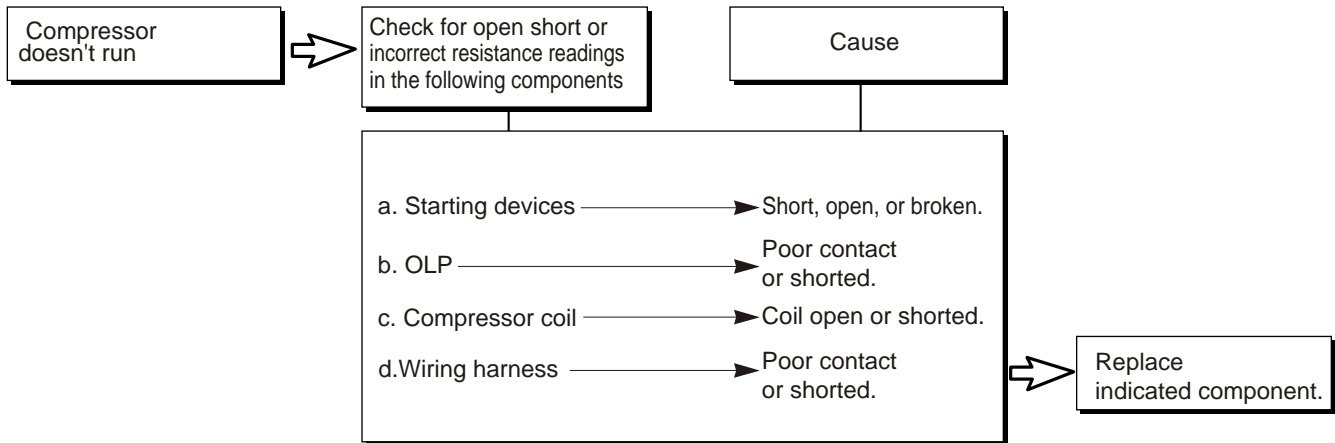 Compressor
doesn't run
Check for open short or
incorrect resistance readings
in the following components
Cause
a. Starting devices
Short, open, or broken.
b. OLP
Poor contact
or shorted.
c. Compressor coil
Coil open or shorted.
d.Wiring harness
Poor contact
or shorted.
Replace
indicated component.